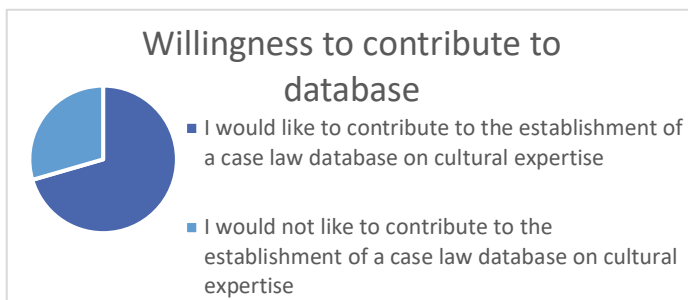 Willingness to contribute to
database
I would like to contribute to the establishment of
a case law database on cultural expertise
I would not like to contribute to the
establishment of a case law database on cultural
expertise